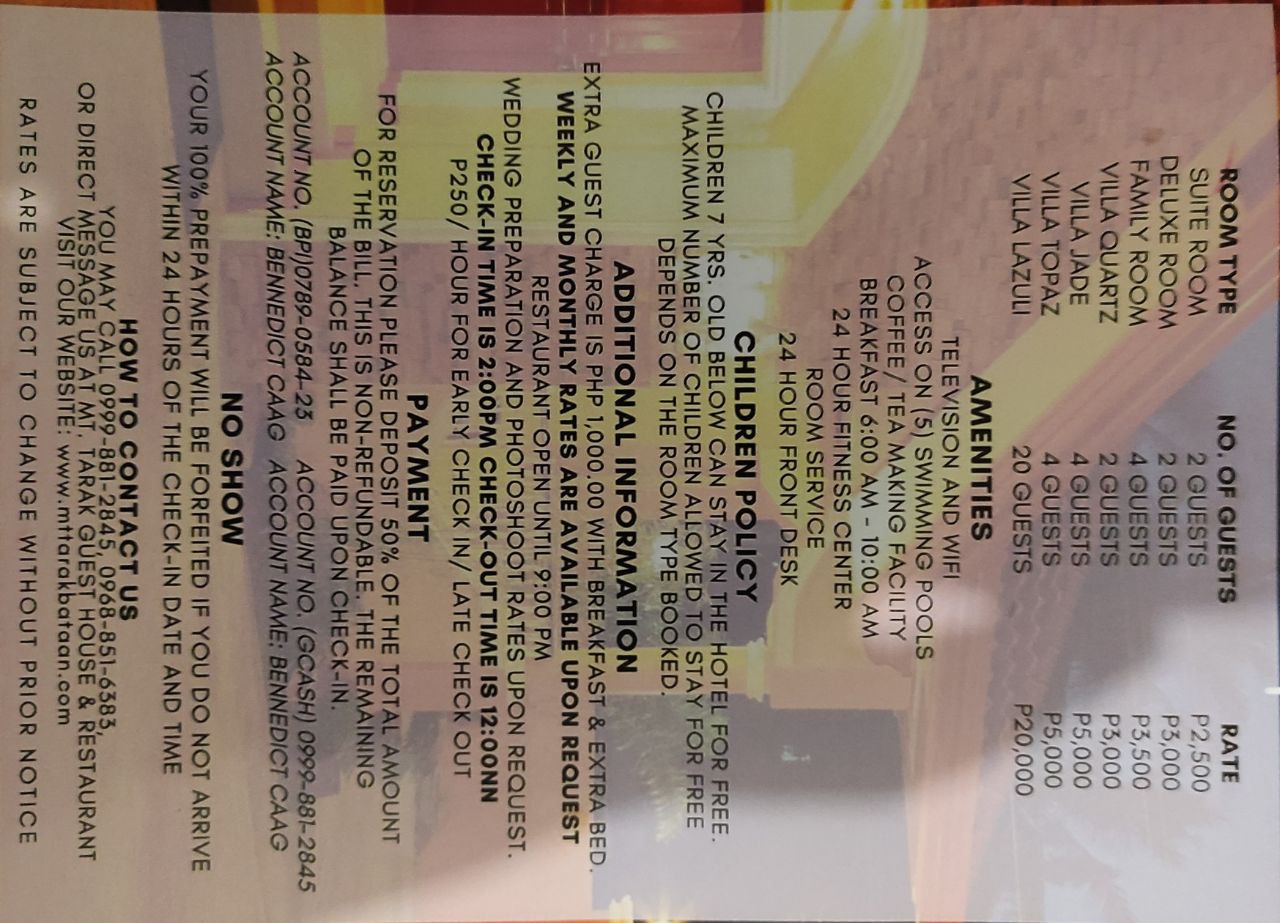 ROOM TYPE NO. OF GUESTS RATE
SUITE ROOM 2 GUESTS P2,500
DELUXE ROOM 2 GUESTS P3,000
FAMILY ROOM 4 GUESTS P3,500
VILLA QUARTZ 2 GUESTS P3,000
VILLA JADE 4 GUESTS P5,000
VILLA TOPAZ 4 GUESTS P5,000
VILLA LAZULI 20 GUESTS P20,000
AMENITIES
TELEVISION AND WIFI
ACCESS ON (5) SWIMMING POOLS
COFFEE/ TEA MAKING FACILITY
BREAKFAST 6:00 AM - 10:00 AM
24 HOUR FITNESS CENTER
ROOM SERVICE
24 HOUR FRONT DESK
CHILDREN POLICY
CHILDREN 7 YRS. OLD BELOW CAN STAY IN THE HOTEL FOR FREE.
MAXIMUM NUMBER OF CHILDREN ALLOWED TO STAY FOR FREE
DEPENDS ON THE ROOM TYPE BOOKED.
ADDITIONAL INFORMATION
EXTRA GUEST CHARGE IS PHP 1,000.00 WITH BREAKFAST & EXTRA BED.
WEEKLY AND MONTHLY RATES ARE AVAILABLE UPON REQUEST
RESTAURANT OPEN UNTIL 9:00 PM
WEDDING PREPARATION AND PHOTOSHOOT RATES UPON REQUEST.
CHECK-IN TIME IS 2:00PM CHECK-OUT TIME IS 12:00NN
P250/ HOUR FOR EARLY CHECK IN/ LATE CHECK OUT
PAYMENT
FOR RESERVATION PLEASE DEPOSIT 50% OF THE TOTAL AMOUNT
OF THE BILL. THIS IS NON-REFUNDABLE. THE REMAINING
BALANCE SHALL BE PAID UPON CHECK-IN.
ACCOUNT NO. (BPI)0789-0584-23 ACCOUNT NO. (GCASH) 0999-881-2845
ACCOUNT NAME: BENNEDICT CAAG ACCOUNT NAME: BENNEDICT CAAG
NO SHOW
YOUR 100% PREPAYMENT WILL BE FORFEITED IF YOU DO NOT ARRIVE
WITHIN 24 HOURS OF THE CHECK-IN DATE AND TIME
HOW TO CONTACT US
YOU MAY CALL 0999-881-2845, 0968-851-6383,
OR DIRECT MESSAGE US AT MT. TARAK GUEST HOUSE & RESTAURANT
VISIT OUR WEBSITE: www.mttarakbataan.com
RATES ARE SUBJECT TO CHANGE WITHOUT PRIOR NOTICE